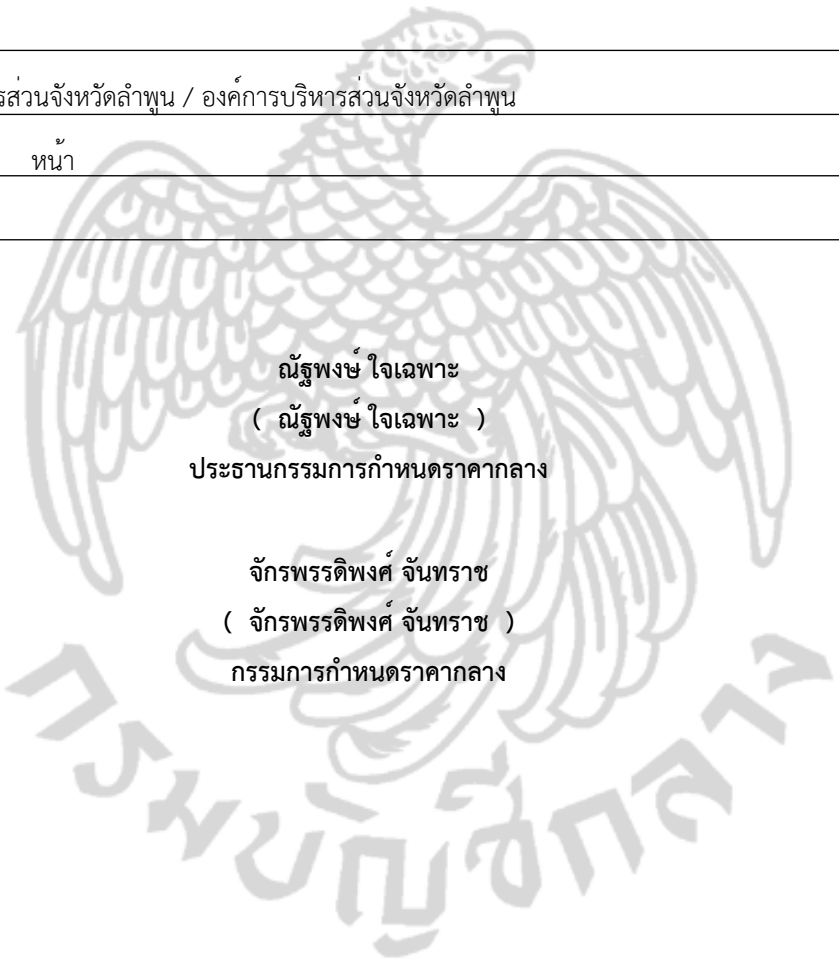 รส่วนจังหวัดลำพูน / องค์การบริหารส่วนจังหวัดลำพูน
หน้า
ณัฐพงษ์ ใจเฉพาะ
( ณัฐพงษ์ ใจเฉพาะ )
ประธานกรรมการกำหนดราคากลาง
จักรพรรดิพงศ์ จันทราช
( จักรพรรดิพงศ์ จันทราช )
กรรมการกำหนดราคากลาง
กรมบัญชีกลาง